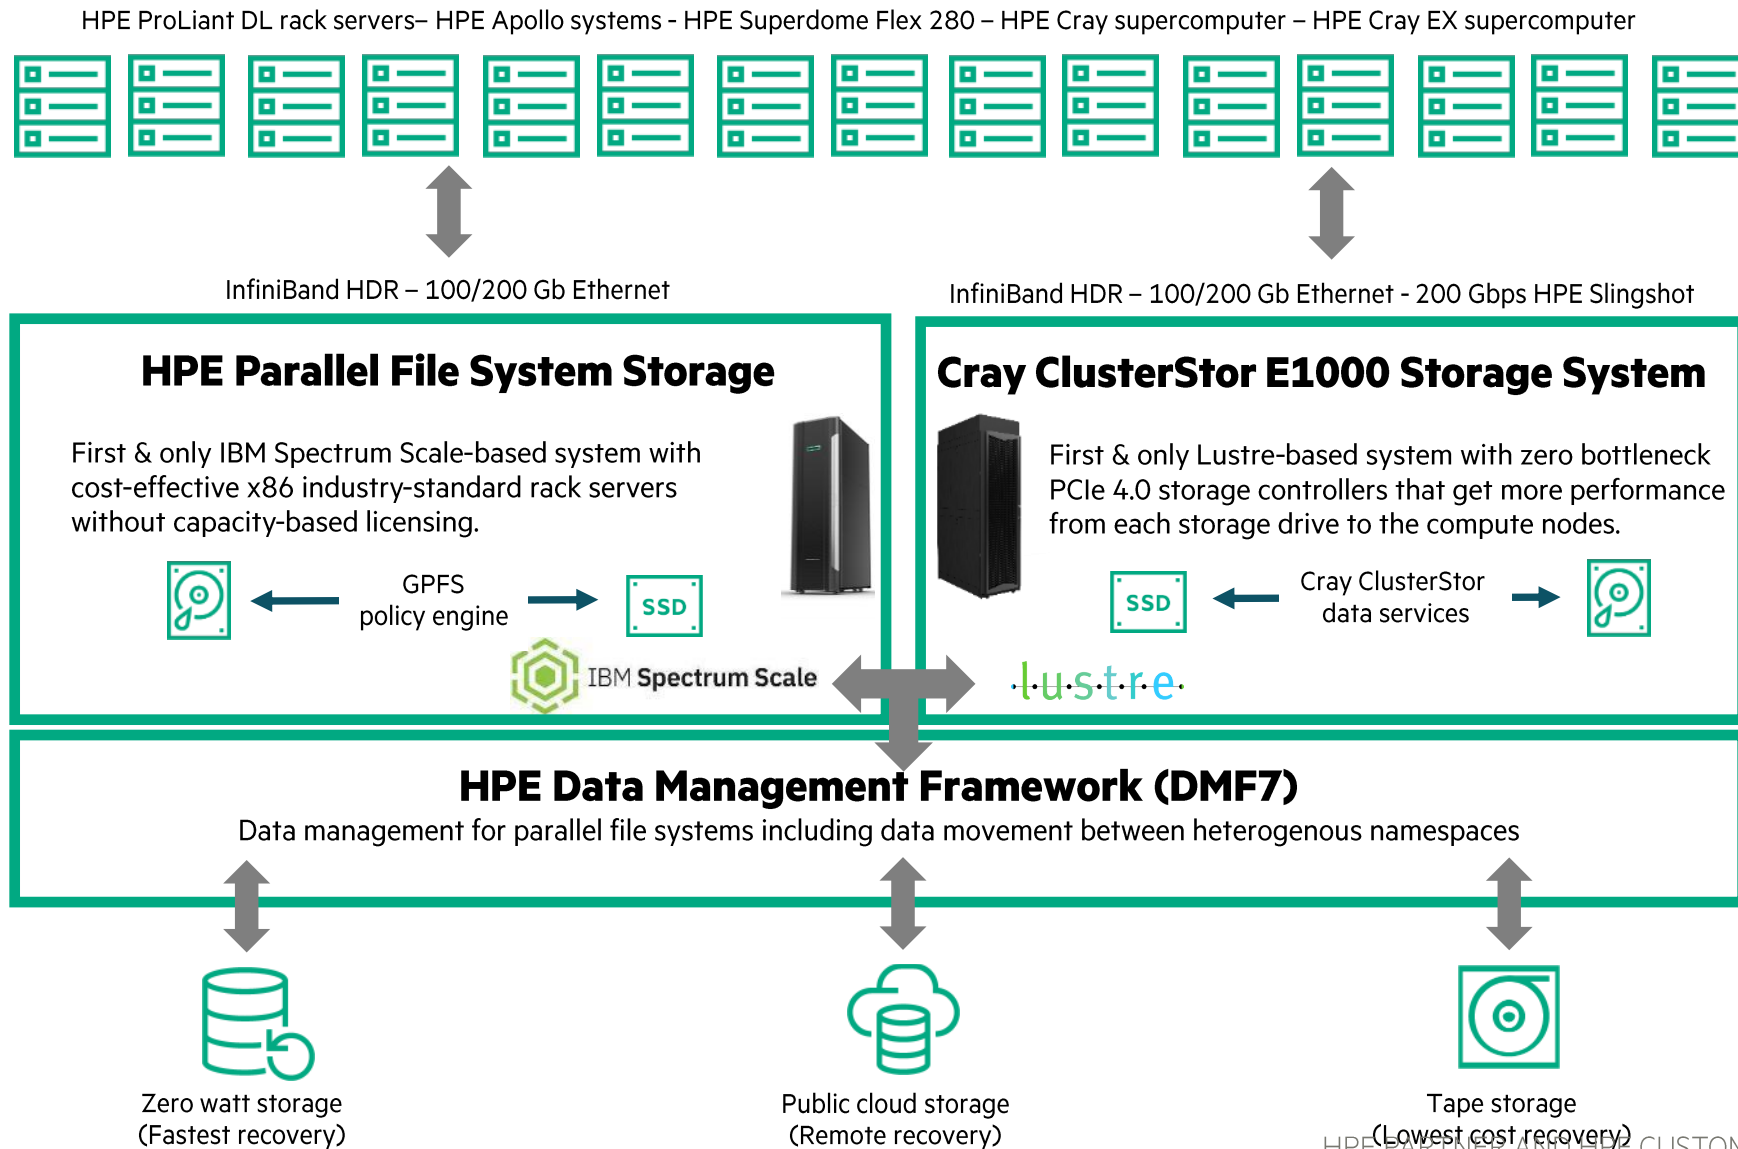 HPE ProLiant DL rack servers– HPE Apollo systems - HPE Superdome Flex 280 – HPE Cray supercomputer – HPE Cray EX supercomputer
InfiniBand HDR – 100/200 Gb Ethernet
InfiniBand HDR – 100/200 Gb Ethernet - 200 Gbps HPE Slingshot
HPE Parallel File System Storage
First & only IBM Spectrum Scale-based system with
cost-effective x86 industry-standard rack servers
without capacity-based licensing.
GPFS
policy engine
SSD
IBM Spectrum Scale
Cray ClusterStor E1000 Storage System
First & only Lustre-based system with zero bottleneck
PCIe 4.0 storage controllers that get more performance
from each storage drive to the compute nodes.
SSD
Cray ClusterStor
data services
lustre
HPE Data Management Framework (DMF7)
Data management for parallel file systems including data movement between heterogenous namespaces
Zero watt storage
(Fastest recovery)
Public cloud storage
(Remote recovery)
Tape storage
(Lowest cost recovery)
HPE PARTNER AND HPE CUSTOM